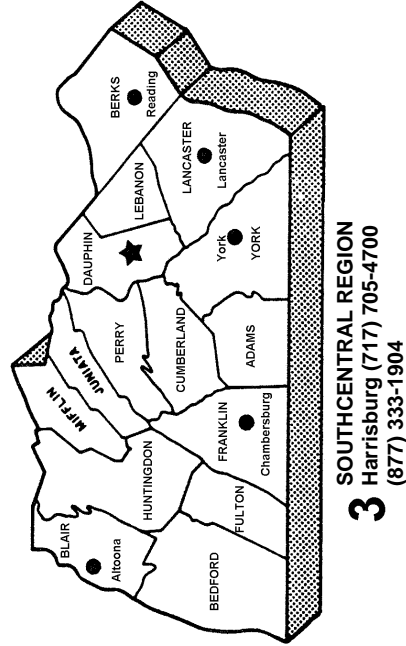 BLAIR
Altoona
BEDFORD
HUNTINGDON
FULTON
MIFFLIN
JUNIATA
PERRY
CUMBERLAND
FRANKLIN
Chambersburg
ADAMS
DAUPHIN
LEBANON
York
YORK
LANCASTER
Lancaster
BERKS
Reading
3
SOUTHCENTRAL REGION
Harrisburg (717) 705-4700
(877) 333-1904